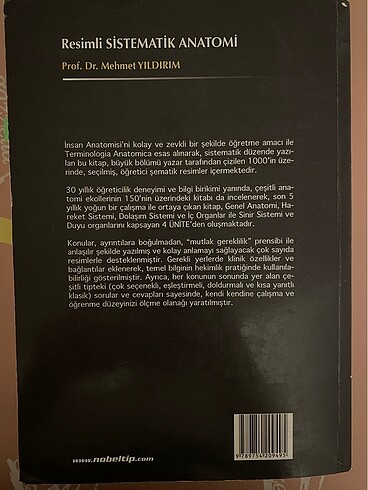 Resimli SİSTEMATİK ANATOMİ
Prof. Dr. Mehmet YILDIRIM
İnsan Anatomisi'ni kolay ve zevkli bir şekilde öğretme amacı ile
Terminologia Anatomica esas alınarak, sistematik düzende yazı-
lan bu kitap, büyük bölümü yazar tarafından çizilen 1000'in üze-
rinde, seçilmiş, öğretici şematik resimler içermektedir.
30 yıllık öğreticilik deneyimi ve bilgi birikimi yanında, çeşitli ana-
tomi ekollerinin 150'nin üzerindeki kitabı da incelenerek, son 5
yıllık yoğun bir çalışma ile ortaya çıkan kitap, Genel Anatomi, Ha-
reket Sistemi, Dolaşım Sistemi ve İç Organlar ile Sinir Sistemi ve
Duyu organlarını kapsayan 4 ÜNİTE'den oluşmaktadır.
Konular, ayrıntılara boğulmadan, "mutlak gereklilik" prensibi ile
anlaşılır şekilde yazılmış ve kolay anlamayı sağlayacak çok sayıda
resimlerle desteklenmiştir. Gerekli yerlerde klinik özellikler ve
bağlantılar eklenerek, temel bilginin hekimlik pratiğinde kullanıla-
bilirliği gösterilmiştir. Ayrıca, her konunun sonunda yer alan çe-
şitli tipteki (çok seçenekli, eşleştirmeli, doldurmalı ve kısa yanıtlı
klasik) sorular ve cevapları sayesinde, kendi kendine çalışma ve
öğrenme düzeyinizi ölçme olanağı yaratılmıştır.
www.nobeltip.com
9 789754 209495